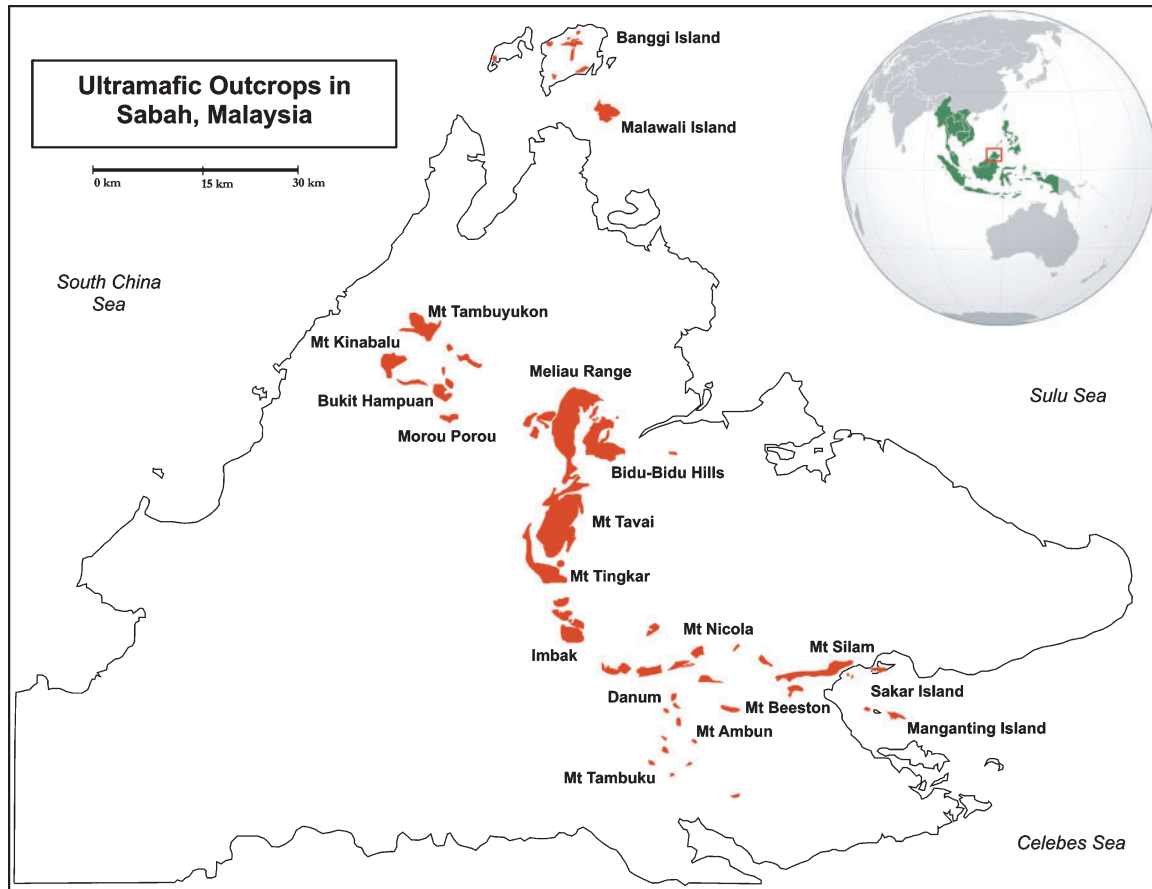 Ultramafic Outcrops in
Sabah, Malaysia
0 km
15 km
30 km
Banggi Island
Malawali Island
South China
Sea
Mt Tambuyukon
Mt Kinabalu
Bukit Hampuan
Morou Porou
Meliau Range
Sulu Sea
Bidu-Bidu Hills
Mt Tavai
Mt Tingkar
Imbak
Mt Nicola
Mt Silam
Danum
Mt Beeston
Sakar Island
Mt Ambun
Manganting Island
Mt Tambuku
Celebes Sea